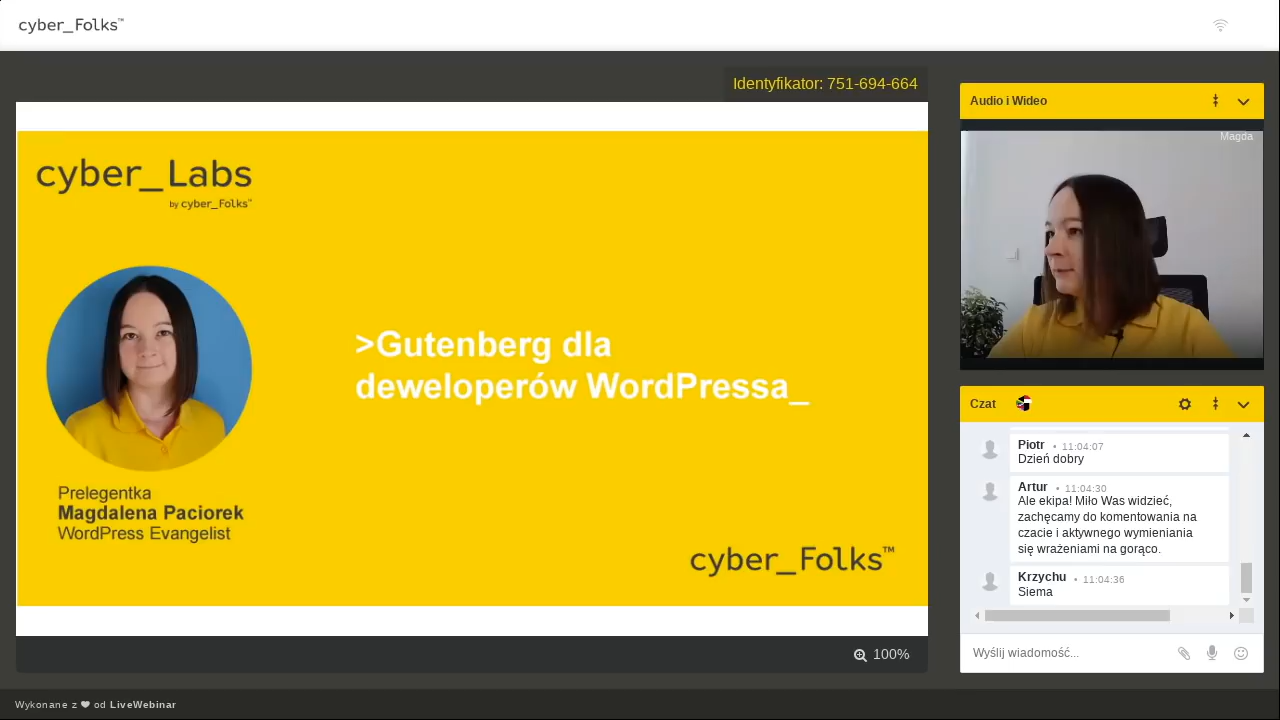 cyber_Folks™
Identyfikator: 751-694-664
cyber_Labs
by cyber_Folks™
>Gutenberg dla
deweloperów WordPressa_
Prelegentka
Magdalena Paciorek
WordPress Evangelist
cyber_Folks™
100%
Audio i Wideo
Magda
Czat
Piotr • 11:04:07
Dzień dobry
Artur • 11:04:30
Ale ekipa! Miło Was widzieć,
zachęcamy do komentowania na
czacie i aktywnego wymieniania
się wrażeniami na gorąco.
Krzychu • 11:04:36
Siema
Wyślij wiadomość...
Wykonane z ❤ od LiveWebinar